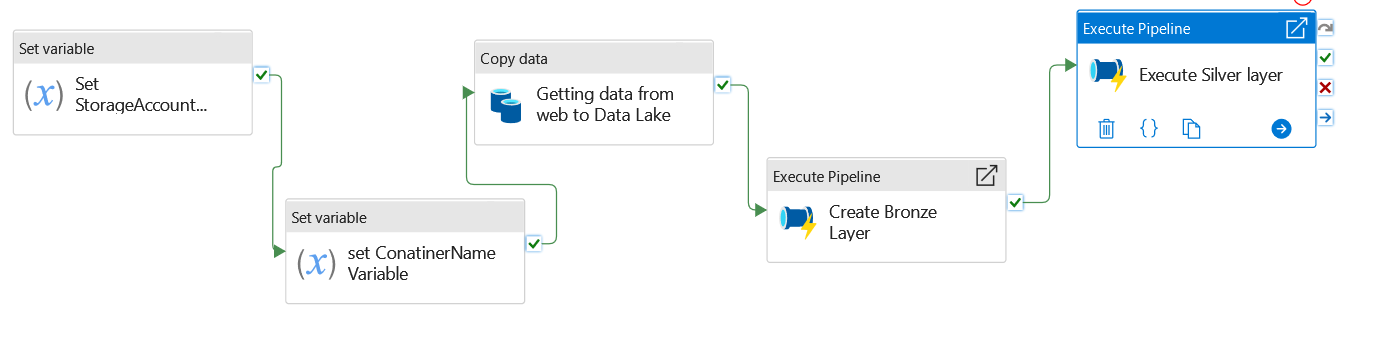 Set variable
Set
StorageAccount...
Set variable
set ConatinerName
Variable
Copy data
Getting data from
web to Data Lake
Execute Pipeline
Create Bronze
Layer
Execute Pipeline
Execute Silver layer